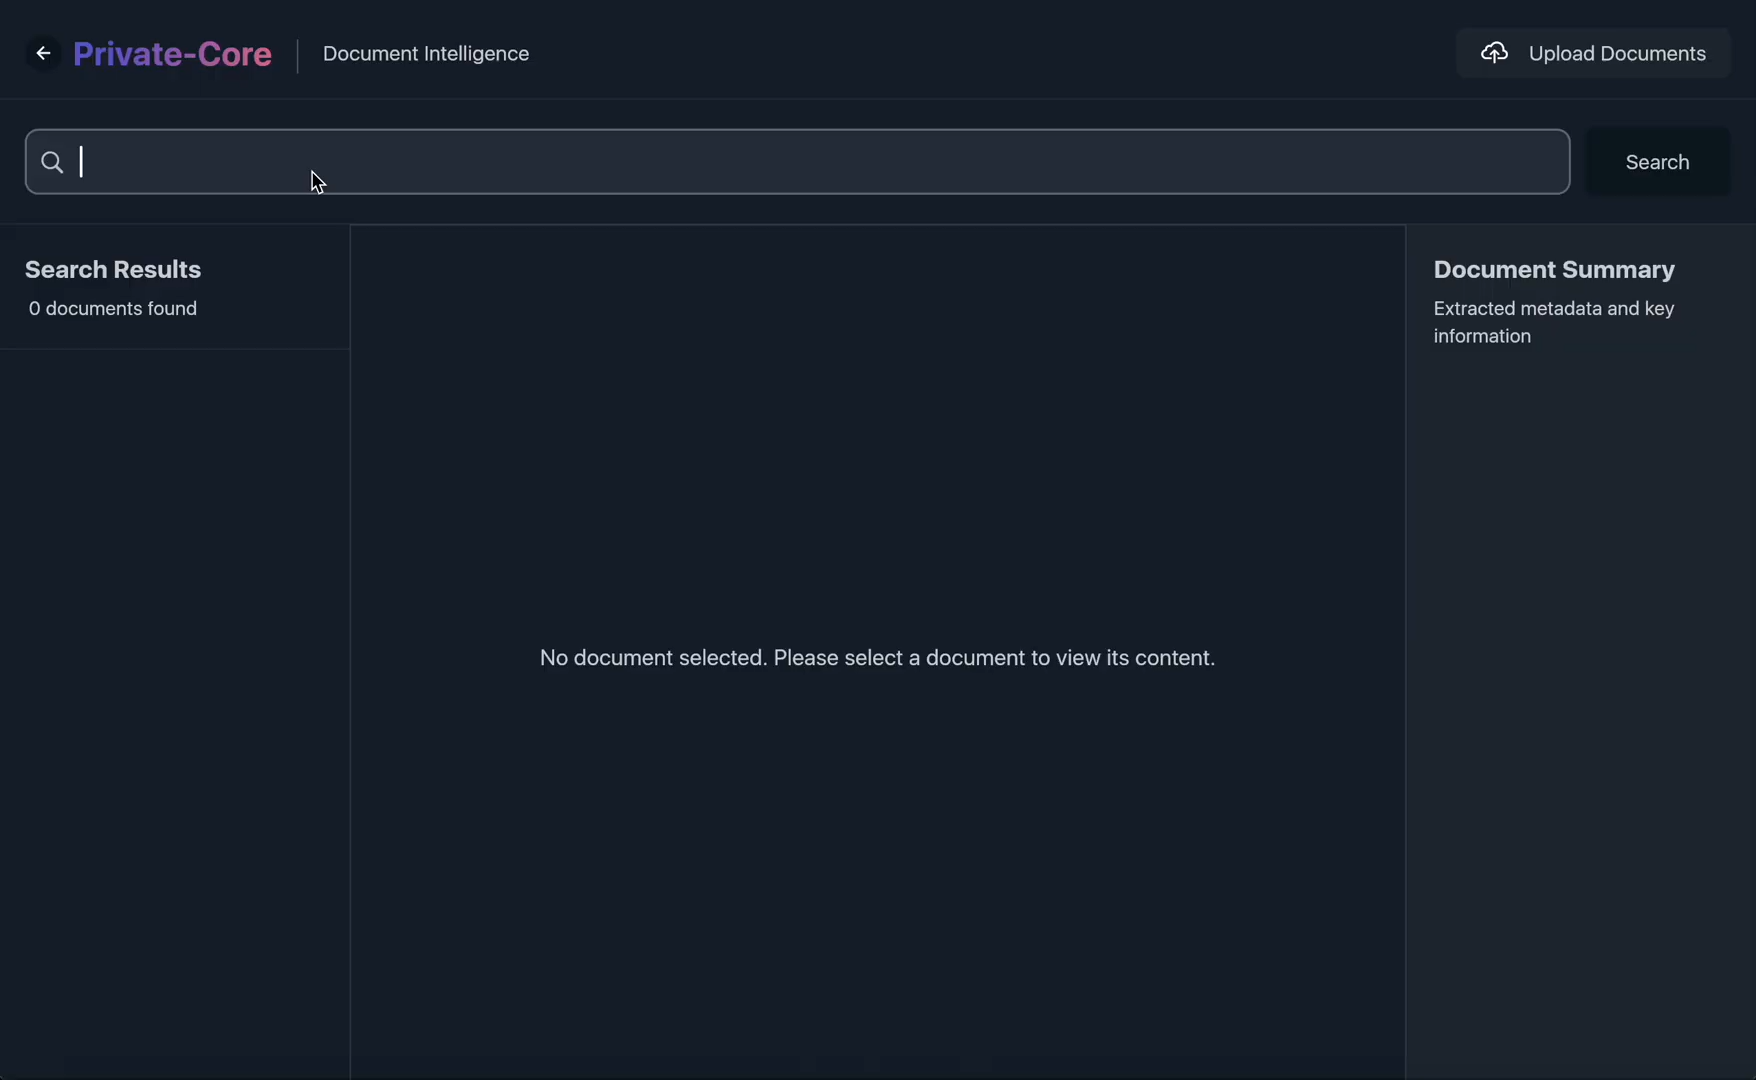 Private-Core
Document Intelligence
Upload Documents
Search
Search Results
0 documents found
No document selected. Please select a document to view its content.
Document Summary
Extracted metadata and key
information